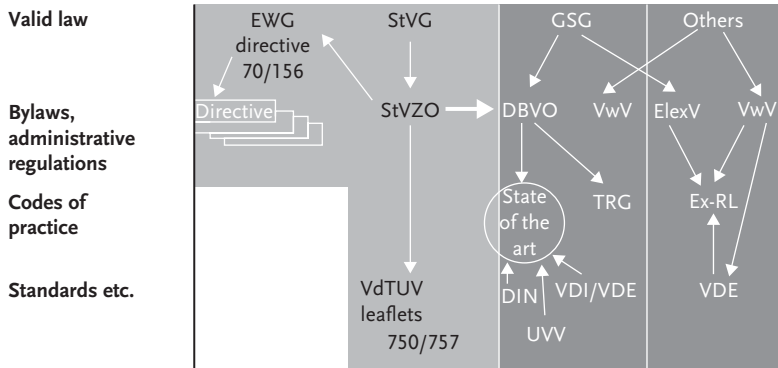 Valid law
EWG
directive
70/156
StVG
GSG
Others
Bylaws,
administrative
regulations
Directive
StVZO
DBVO
VwV
ElexV
VwV
Codes of
practice
State
of the
art
TRG
Ex-RL
Standards etc.
VdTUV
leaflets
750/757
DIN
VDI/VDE
UVV
VDE